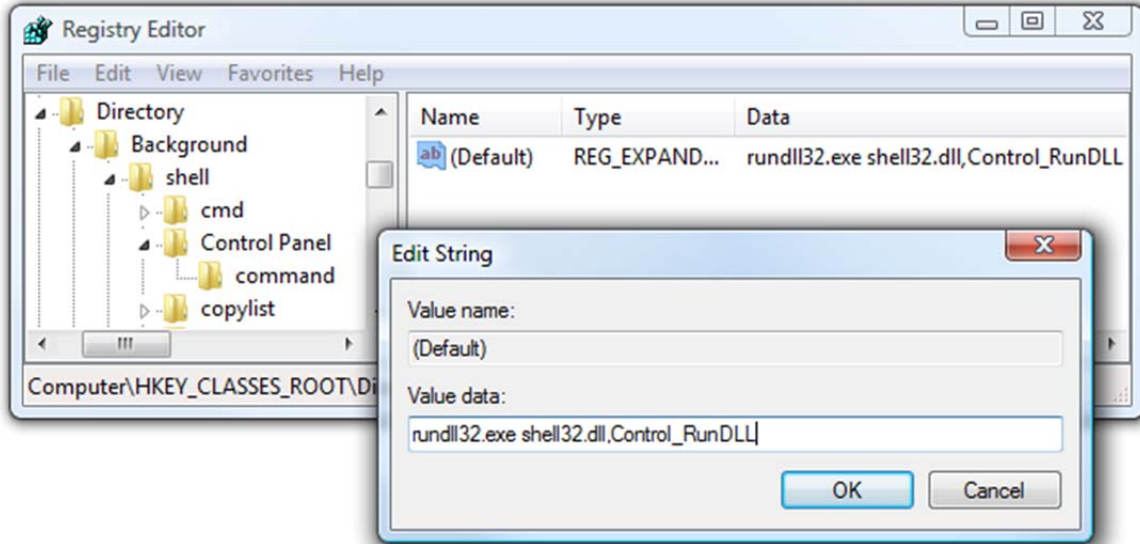 Registry Editor
File Edit View Favorites Help
Directory
Background
shell
cmd
Control Panel
command
copylist
Name Type Data
ab (Default) REG_EXPAND... rundll32.exe shell32.dll,Control_RunDLL
Computer\HKEY_CLASSES_ROOT\Di
Edit String
Value name:
(Default)
Value data:
rundll32.exe shell32.dll,Control_RunDLL
OK Cancel